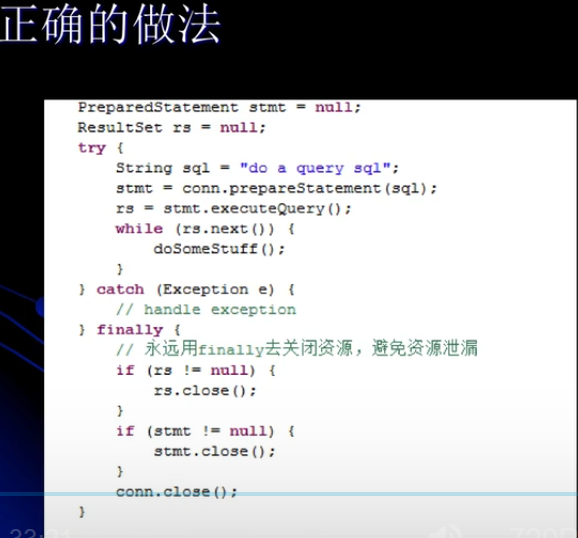 正确的做法
PreparedStatement stmt = null;
ResultSet rs = null;
try {
    String sql = "do a query sql";
    stmt = conn.prepareStatement(sql);
    rs = stmt.executeQuery();
    while (rs.next()) {
        doSomeStuff();
    }
} catch (Exception e) {
    // handle exception
} finally {
    // 永远用finally去关闭资源，避免资源泄漏
    if (rs != null) {
        rs.close();
    }
    if (stmt != null) {
        stmt.close();
    }
    conn.close();
}